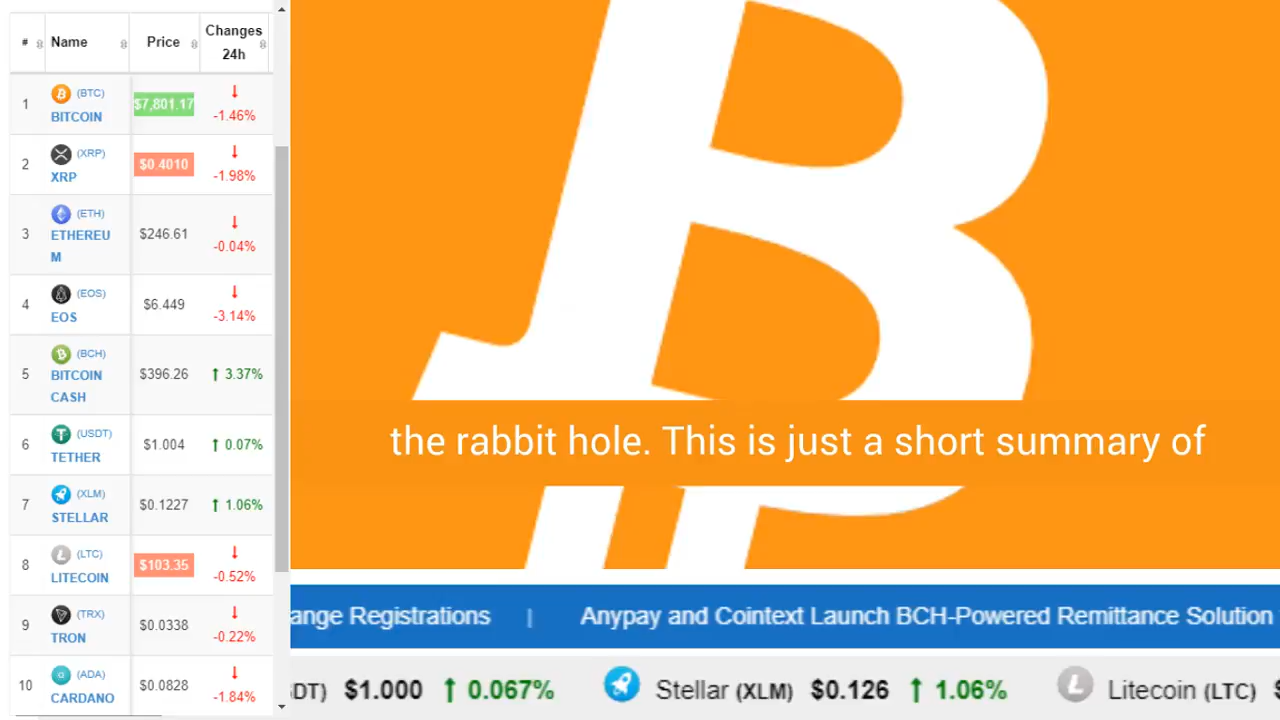 # Name Price Changes 24h
1 (BTC) BITCOIN $7,801.17 ↓ -1.46%
2 (XRP) XRP $0.4010 ↓ -1.98%
3 (ETH) ETHEREU M $246.61 ↓ -0.04%
4 (EOS) EOS $6.449 ↓ -3.14%
5 (BCH) BITCOIN CASH $396.26 ↑ 3.37%
6 (USDT) TETHER $1.004 ↑ 0.07%
7 (XLM) STELLAR $0.1227 ↑ 1.06%
8 (LTC) LITECOIN $103.35 ↓ -0.52%
9 (TRX) TRON $0.0338 ↓ -0.22%
10 (ADA) CARDANO $0.0828 ↓ -1.84%
the rabbit hole. This is just a short summary of
ange Registrations | Anypay and Cointext Launch BCH-Powered Remittance Solution
DT) $1.000 ↑ 0.067% Stellar (XLM) $0.126 ↑ 1.06% Litecoin (LTC)